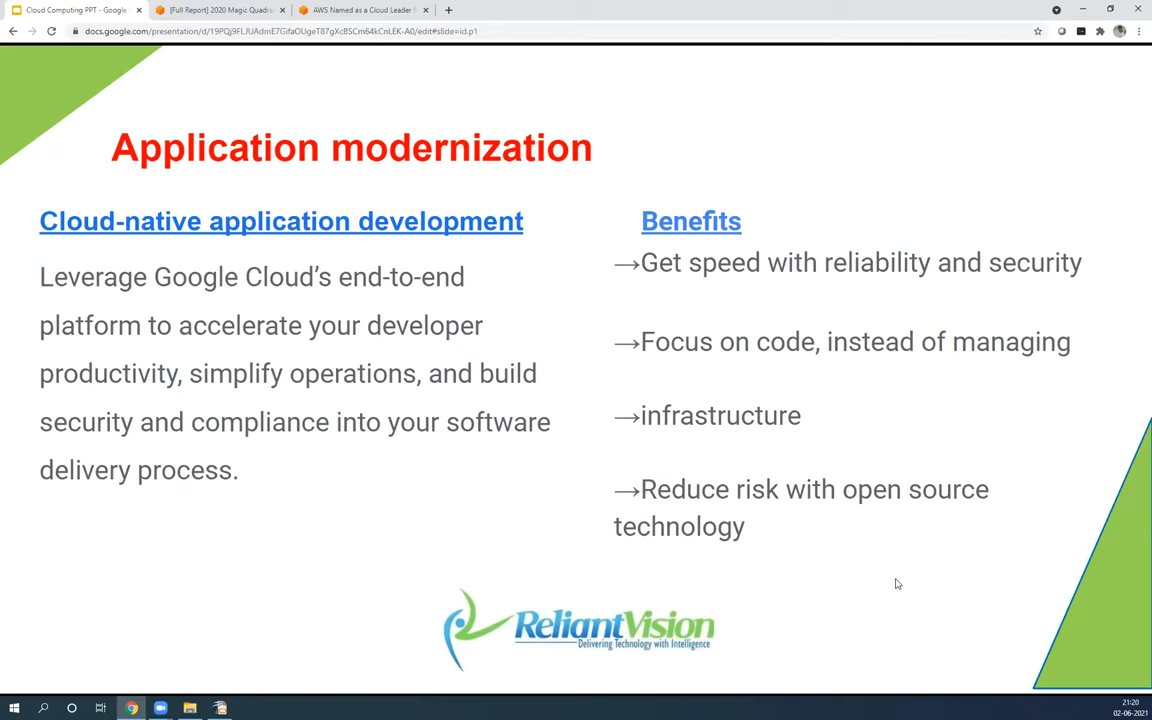 Cloud Computing PPT - Google
[Full Report] 2020 Magic Quadra
AWS Named as a Cloud Leader
docs.google.com/presentation/d/19PQj9FLJUAdmE7GifaOUgeT87gXcBSCm64kCnLEK-A0/edit#slide=id.p1
Application modernization
Cloud-native application development
Leverage Google Cloud’s end-to-end
platform to accelerate your developer
productivity, simplify operations, and build
security and compliance into your software
delivery process.
Benefits
→Get speed with reliability and security
→Focus on code, instead of managing
→infrastructure
→Reduce risk with open source
technology
ReliantVision
Delivering Technology with Intelligence
21:20
02-06-2021